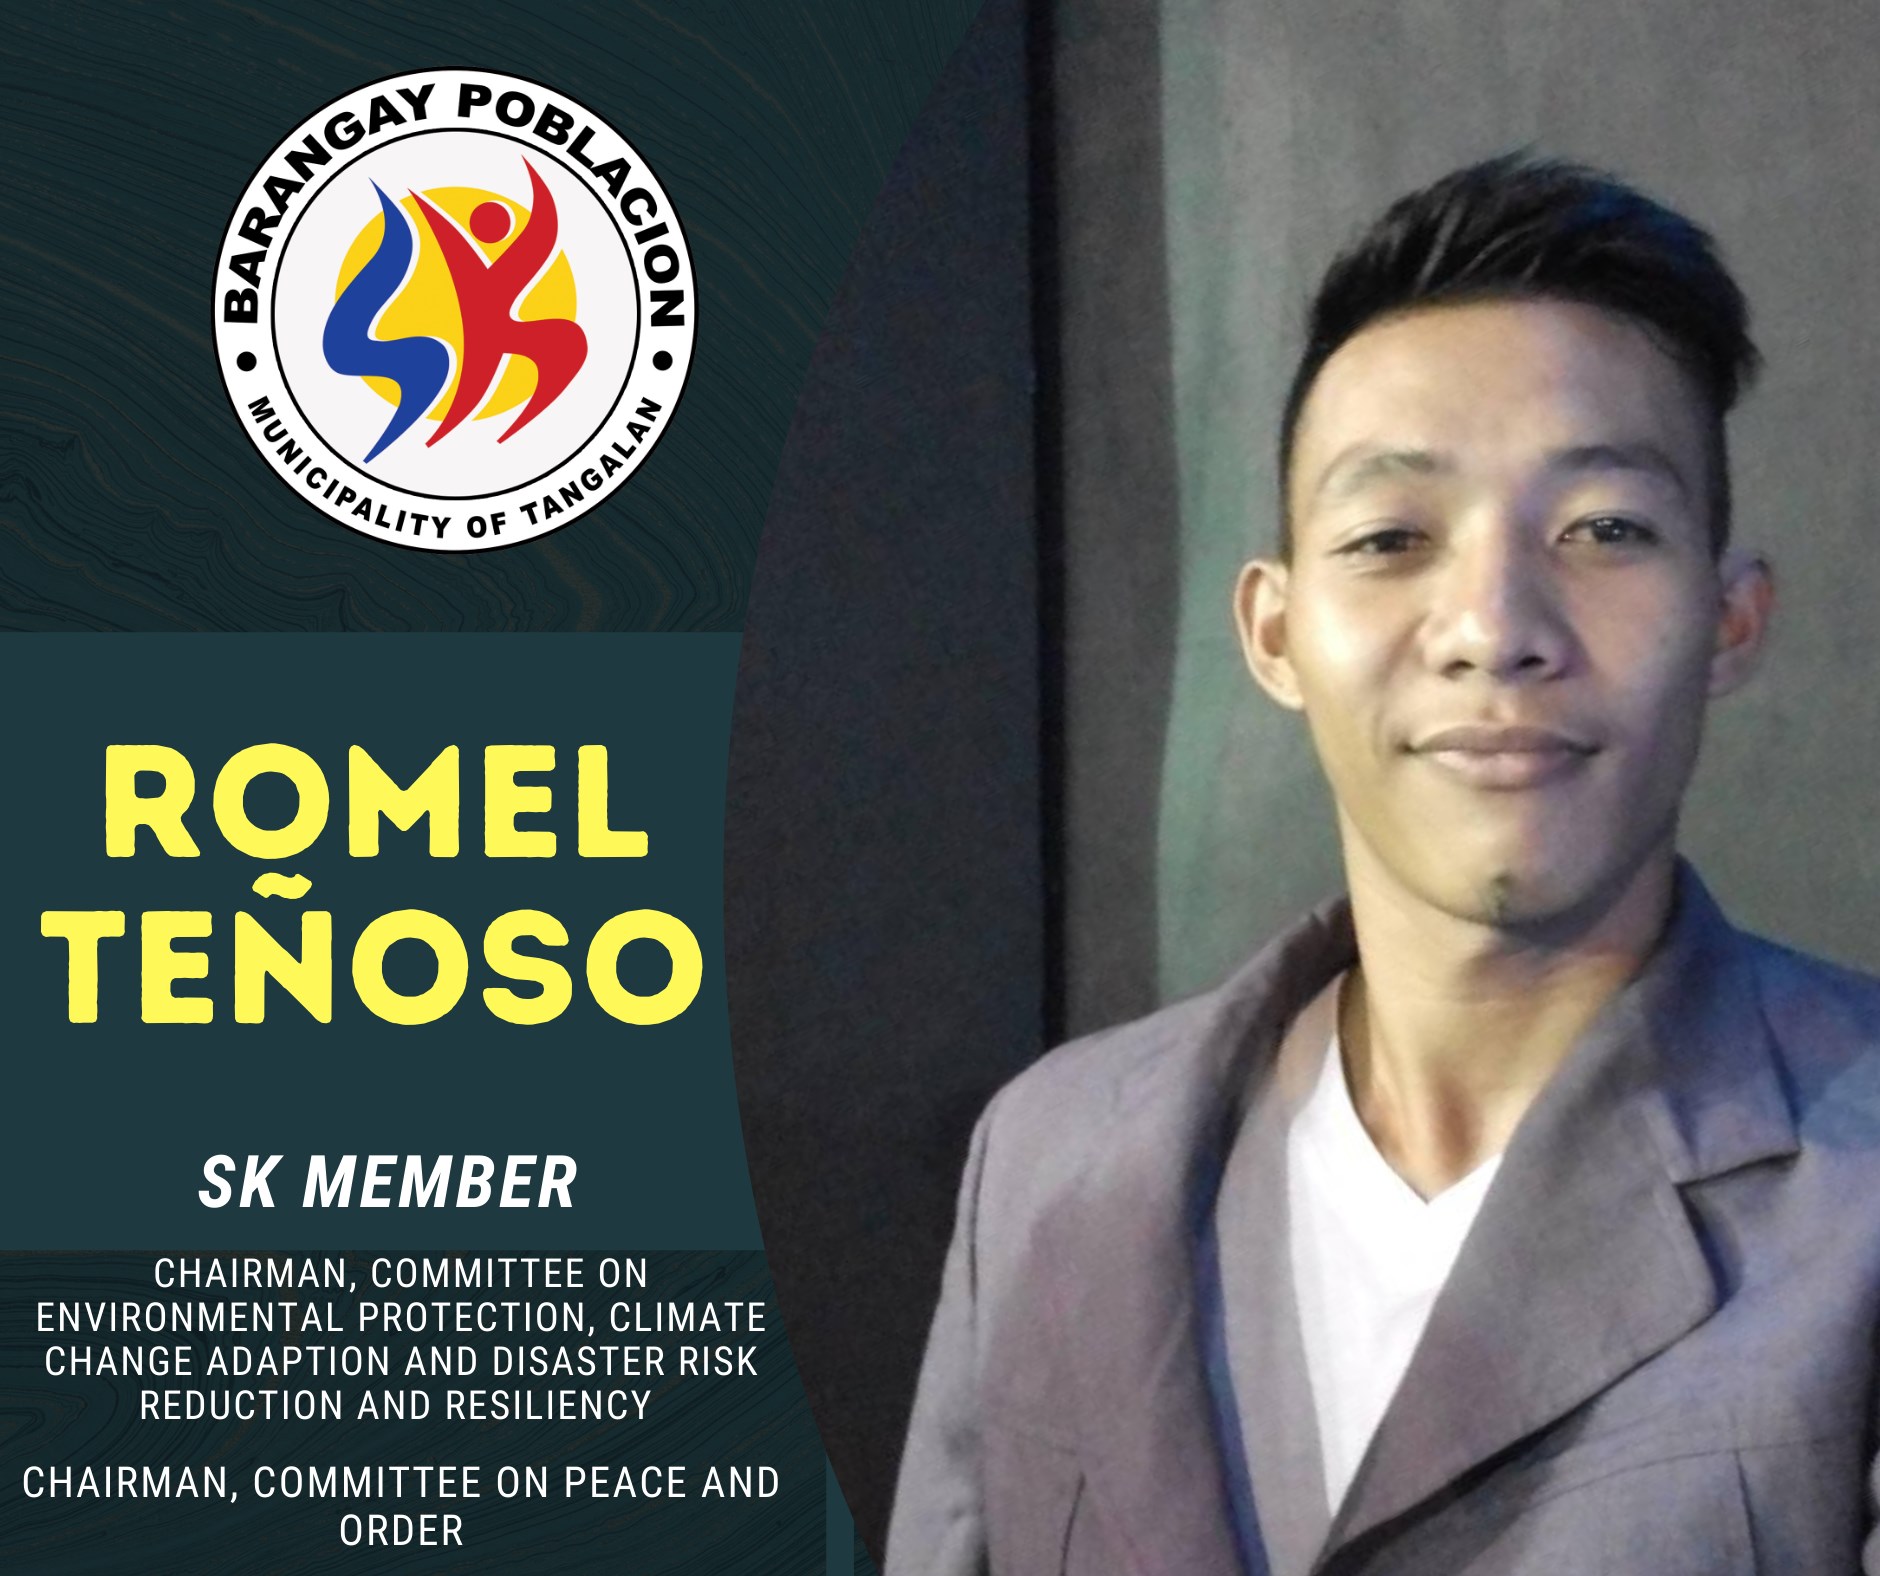 BARANGAY POBLACION
MUNICIPALITY OF TANGALAN
ROMEL
TEÑOSO
SK MEMBER
CHAIRMAN, COMMITTEE ON
ENVIRONMENTAL PROTECTION, CLIMATE
CHANGE ADAPTION AND DISASTER RISK
REDUCTION AND RESILIENCY
CHAIRMAN, COMMITTEE ON PEACE AND
ORDER